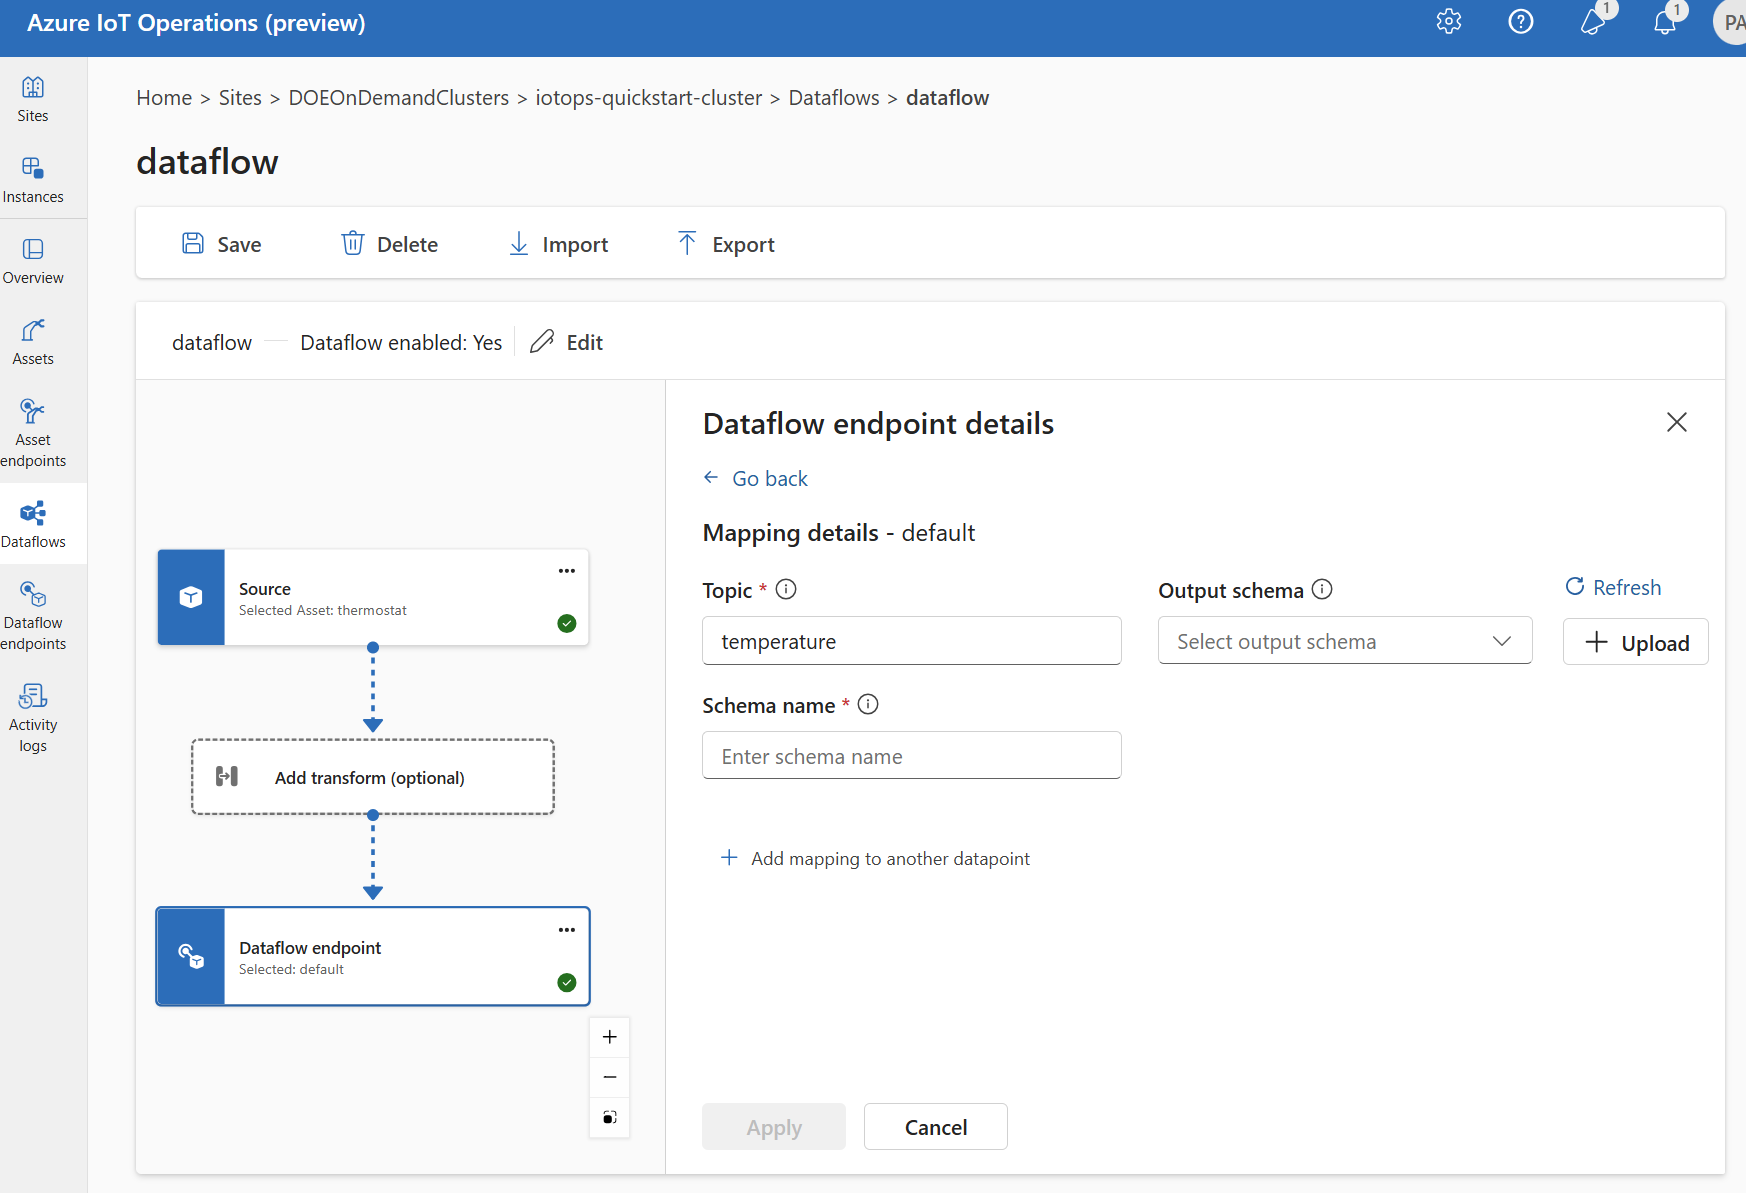 Azure IoT Operations (preview)
1
1
PA
Sites
Instances
Overview
Assets
Asset
endpoints
Dataflows
Dataflow
endpoints
Activity
logs
Home > Sites > DOEOnDemandClusters > iotops-quickstart-cluster > Dataflows > dataflow
dataflow
Save Delete Import Export
dataflow Dataflow enabled: Yes Edit
Source
Selected Asset: thermostat
Add transform (optional)
Dataflow endpoint
Selected: default
Dataflow endpoint details
Go back
Mapping details - default
Topic * Output schema Refresh
temperature Select output schema Upload
Schema name *
Enter schema name
Add mapping to another datapoint
Apply Cancel